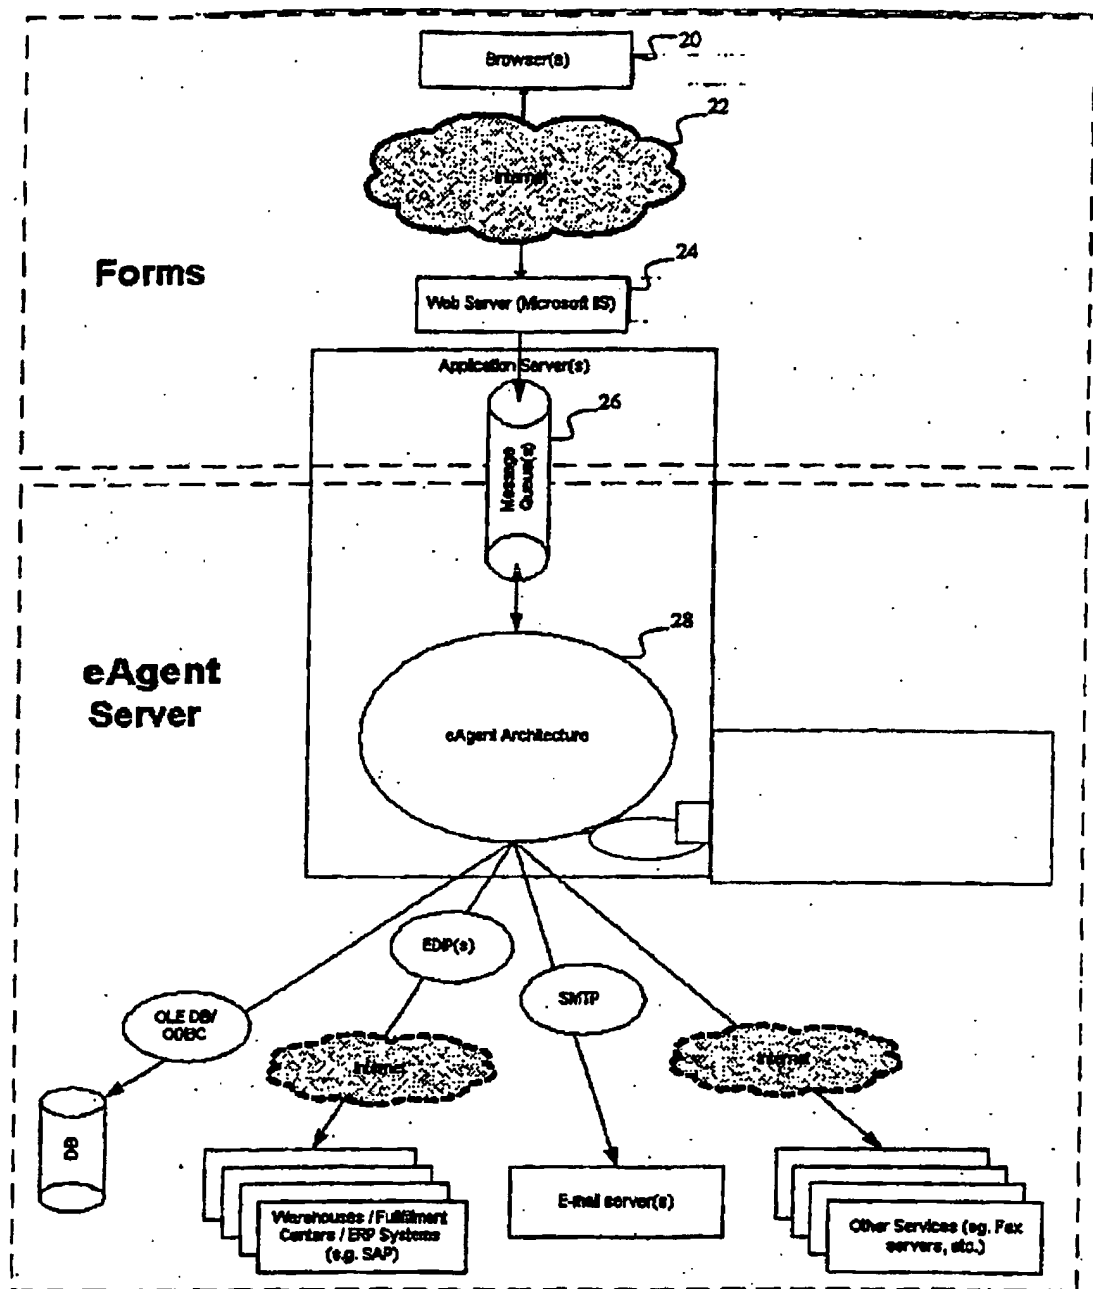 20
Browser(s)
22
Internet
24
Forms
Web Server (Microsoft IIS)
Application Server(s)
26
Message
Queue(s)
28
eAgent
Server
eAgent Architecture
EDIP(s)
SMTP
OLE DB/
ODBC
Internet
Internet
DB
Warehouses / Fulfillment
Centers / ERP Systems
(e.g. SAP)
E-mail server(s)
Other Services (eg. Fax
servers, etc.)